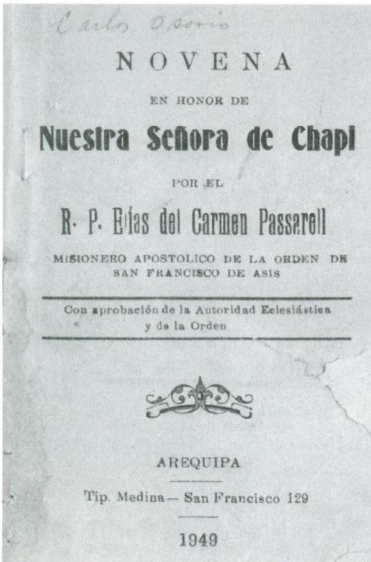 Carlos Osorio
NOVENA
EN HONOR DE
Nuestra Señora de Chapi
POR EL
R. P. Elías del Carmen Passarell
MISIONERO APOSTOLICO DE LA ORDEN DE
SAN FRANCISCO DE ASIS
Con aprobación de la Autoridad Eclesiástica
y de la Orden
AREQUIPA
Tip. Medina — San Francisco 129
1949